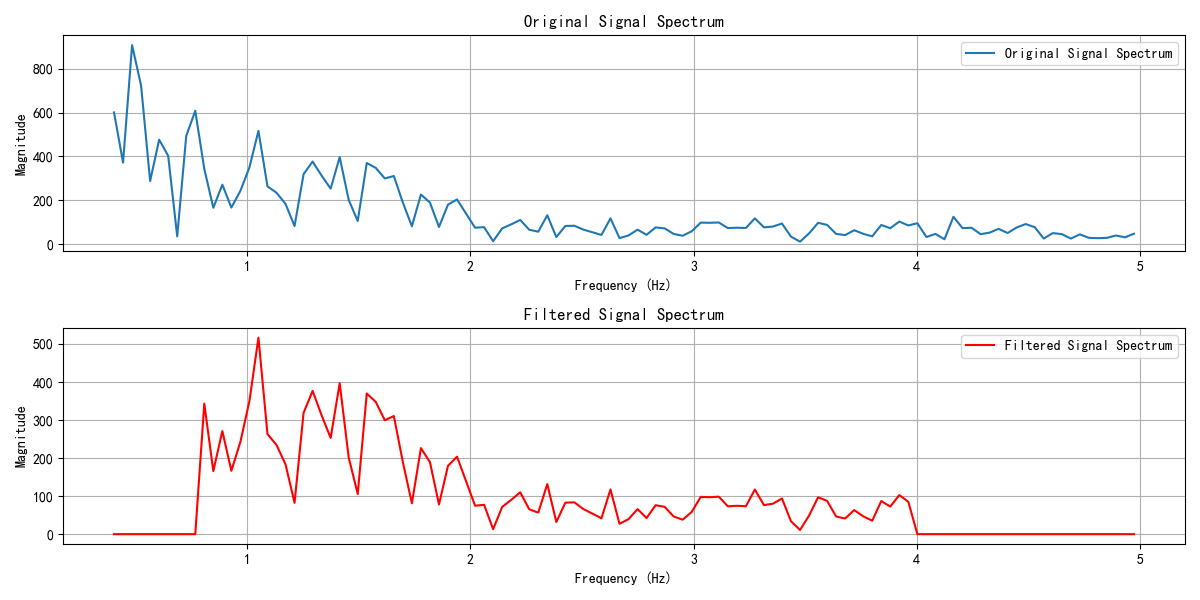 Original Signal Spectrum
Original Signal Spectrum
Magnitude
800
600
400
200
0
1
2
3
4
5
Frequency (Hz)
Filtered Signal Spectrum
Filtered Signal Spectrum
Magnitude
500
400
300
200
100
0
1
2
3
4
5
Frequency (Hz)